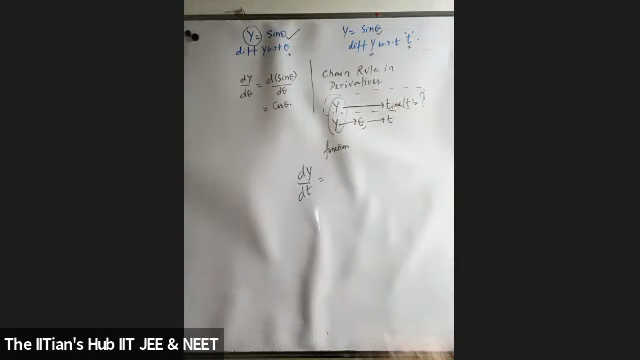 Y = Sinθ
diff y w.r.t θ
dy/dθ = d(Sinθ)/dθ
= Cosθ.
Y = Sinθ
diff y w.r.t 't'.
Chain Rule in
Derivatives.
Y → time(t) ?
Y → θ → t
function
dy/dt =
The IITian's Hub IIT JEE & NEET